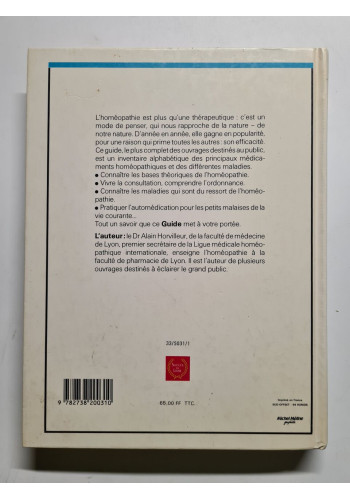 L'homéopathie est plus qu'une thérapeutique : c'est un
mode de penser, qui nous rapproche de la nature – de
notre nature. D'année en année, elle gagne en popularité,
pour une raison qui prime toutes les autres : son efficacité.
Ce guide, le plus complet des ouvrages destinés au public,
est un inventaire alphabétique des principaux médica-
ments homéopathiques et des différentes maladies.
● Connaître les bases théoriques de l'homéopathie.
● Vivre la consultation, comprendre l'ordonnance.
● Connaître les maladies qui sont du ressort de l'homéo-
pathie.
● Pratiquer l'automédication pour les petits malaises de la
vie courante...
Tout un savoir que ce Guide met à votre portée.
L'auteur : le Dr Alain Horvilleur, de la faculté de médecine
de Lyon, premier secrétaire de la Ligue médicale homéo-
pathique internationale, enseigne l'homéopathie à la
faculté de pharmacie de Lyon. Il est l'auteur de plusieurs
ouvrages destinés à éclairer le grand public.
33/5031/1
9 782738 200310
69,00 FF TTC.
Michel Méline